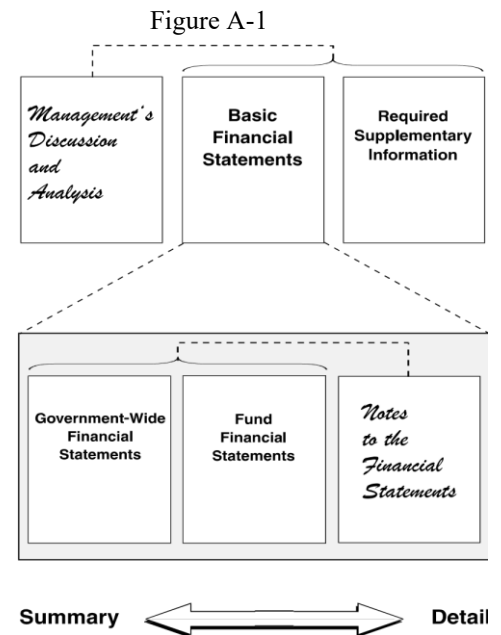 Figure A-1
Management's
Discussion
and
Analysis
Basic
Financial
Statements
Required
Supplementary
Information
Government-Wide
Financial
Statements
Fund
Financial
Statements
Notes
to the
Financial
Statements
Summary
Detail